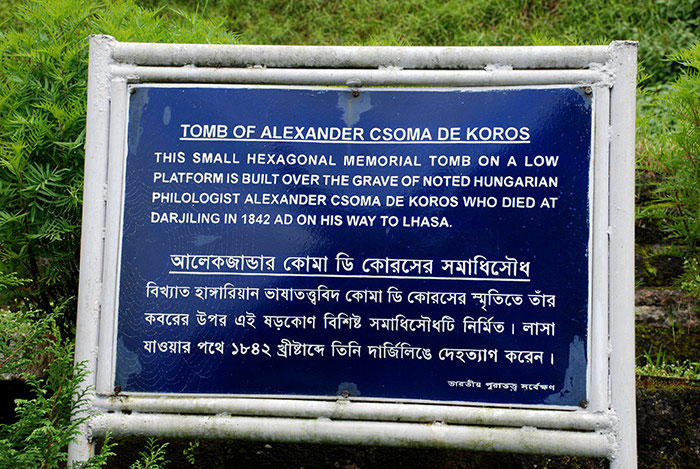 TOMB OF ALEXANDER CSOMA DE KOROS
THIS SMALL HEXAGONAL MEMORIAL TOMB ON A LOW
PLATFORM IS BUILT OVER THE GRAVE OF NOTED HUNGARIAN
PHILOLOGIST ALEXANDER CSOMA DE KOROS WHO DIED AT
DARJILING IN 1842 AD ON HIS WAY TO LHASA.
আলেকজান্ডার কোমা ডি কোরসের সমাধিসৌধ
বিখ্যাত হাঙ্গারিয়ান ভাষাতত্ত্ববিদ কোমা ডি কোরসের স্মৃতিতে তাঁর
কবরের উপর এই ষড়কোণ বিশিষ্ট সমাধিসৌধটি নির্মিত। লাসা
যাওয়ার পথে ১৮৪২ খ্রীষ্টাব্দে তিনি দার্জিলিঙে দেহত্যাগ করেন।
ভারতীয় পুরাতত্ত্ব সর্বেক্ষণ